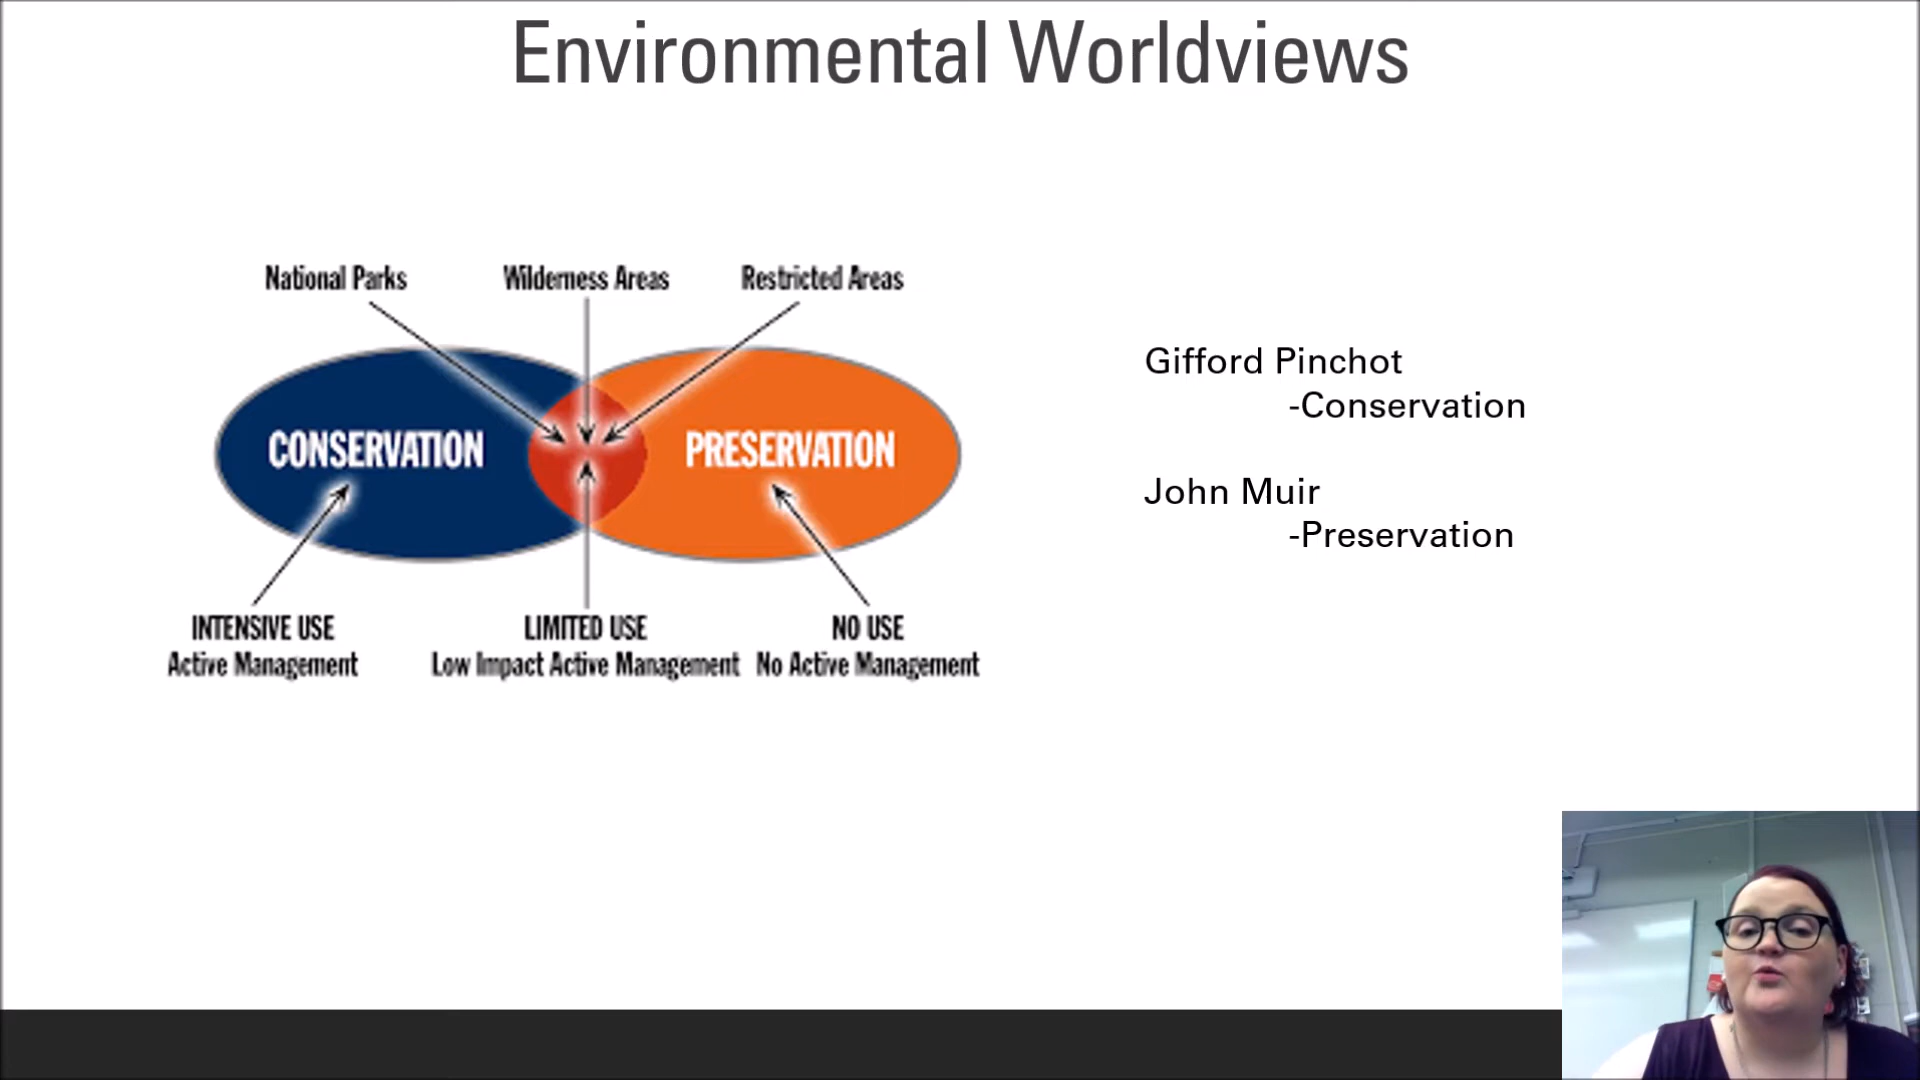 Environmental Worldviews
National Parks
Wilderness Areas
Restricted Areas
CONSERVATION
PRESERVATION
INTENSIVE USE
Active Management
LIMITED USE
Low Impact Active Management
NO USE
No Active Management
Gifford Pinchot
-Conservation
John Muir
-Preservation